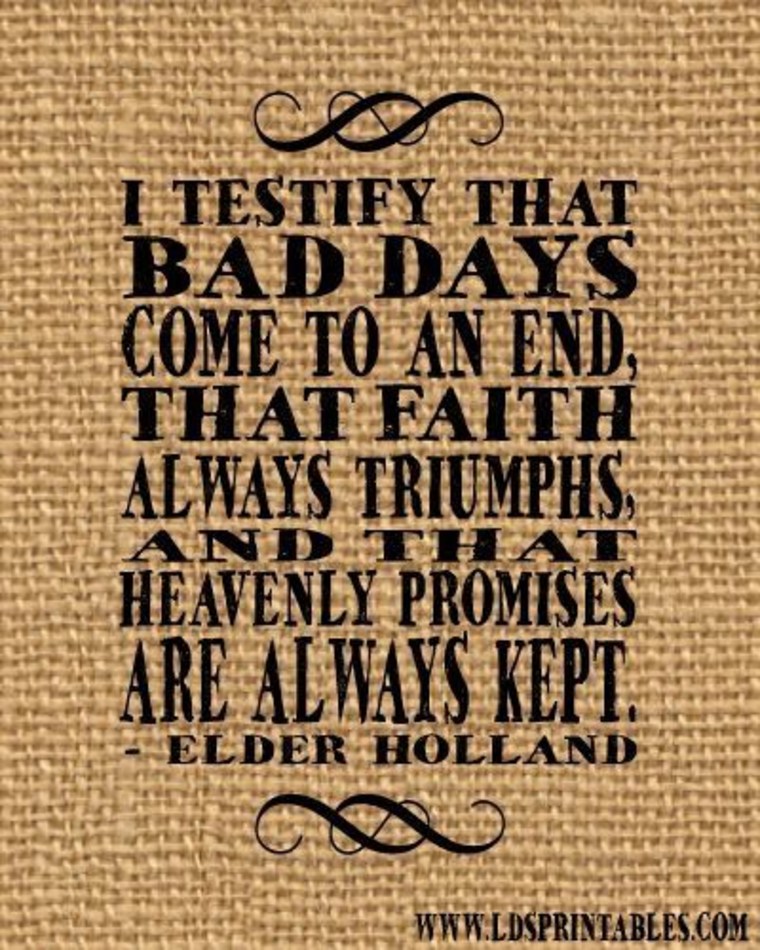 I TESTIFY THAT
BAD DAYS
COME TO AN END,
THAT FAITH
ALWAYS TRIUMPHS,
AND THAT
HEAVENLY PROMISES
ARE ALWAYS KEPT.
- ELDER HOLLAND
WWW.LDSPRINTABLES.COM